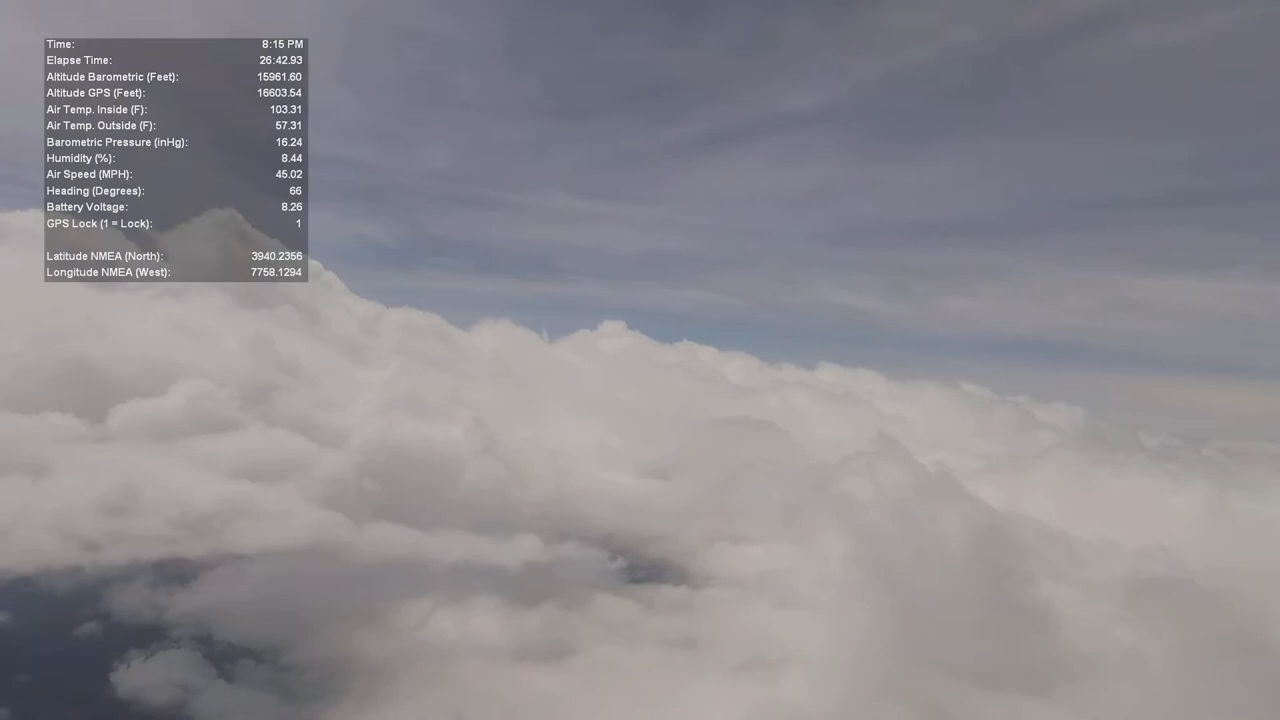 Time: 8:15 PM
Elapse Time: 26:42.93
Altitude Barometric (Feet): 15961.60
Altitude GPS (Feet): 16603.54
Air Temp. Inside (F): 103.31
Air Temp. Outside (F): 57.31
Barometric Pressure (inHg): 16.24
Humidity (%): 8.44
Air Speed (MPH): 45.02
Heading (Degrees): 66
Battery Voltage: 8.26
GPS Lock (1 = Lock): 1
Latitude NMEA (North): 3940.2356
Longitude NMEA (West): 7758.1294